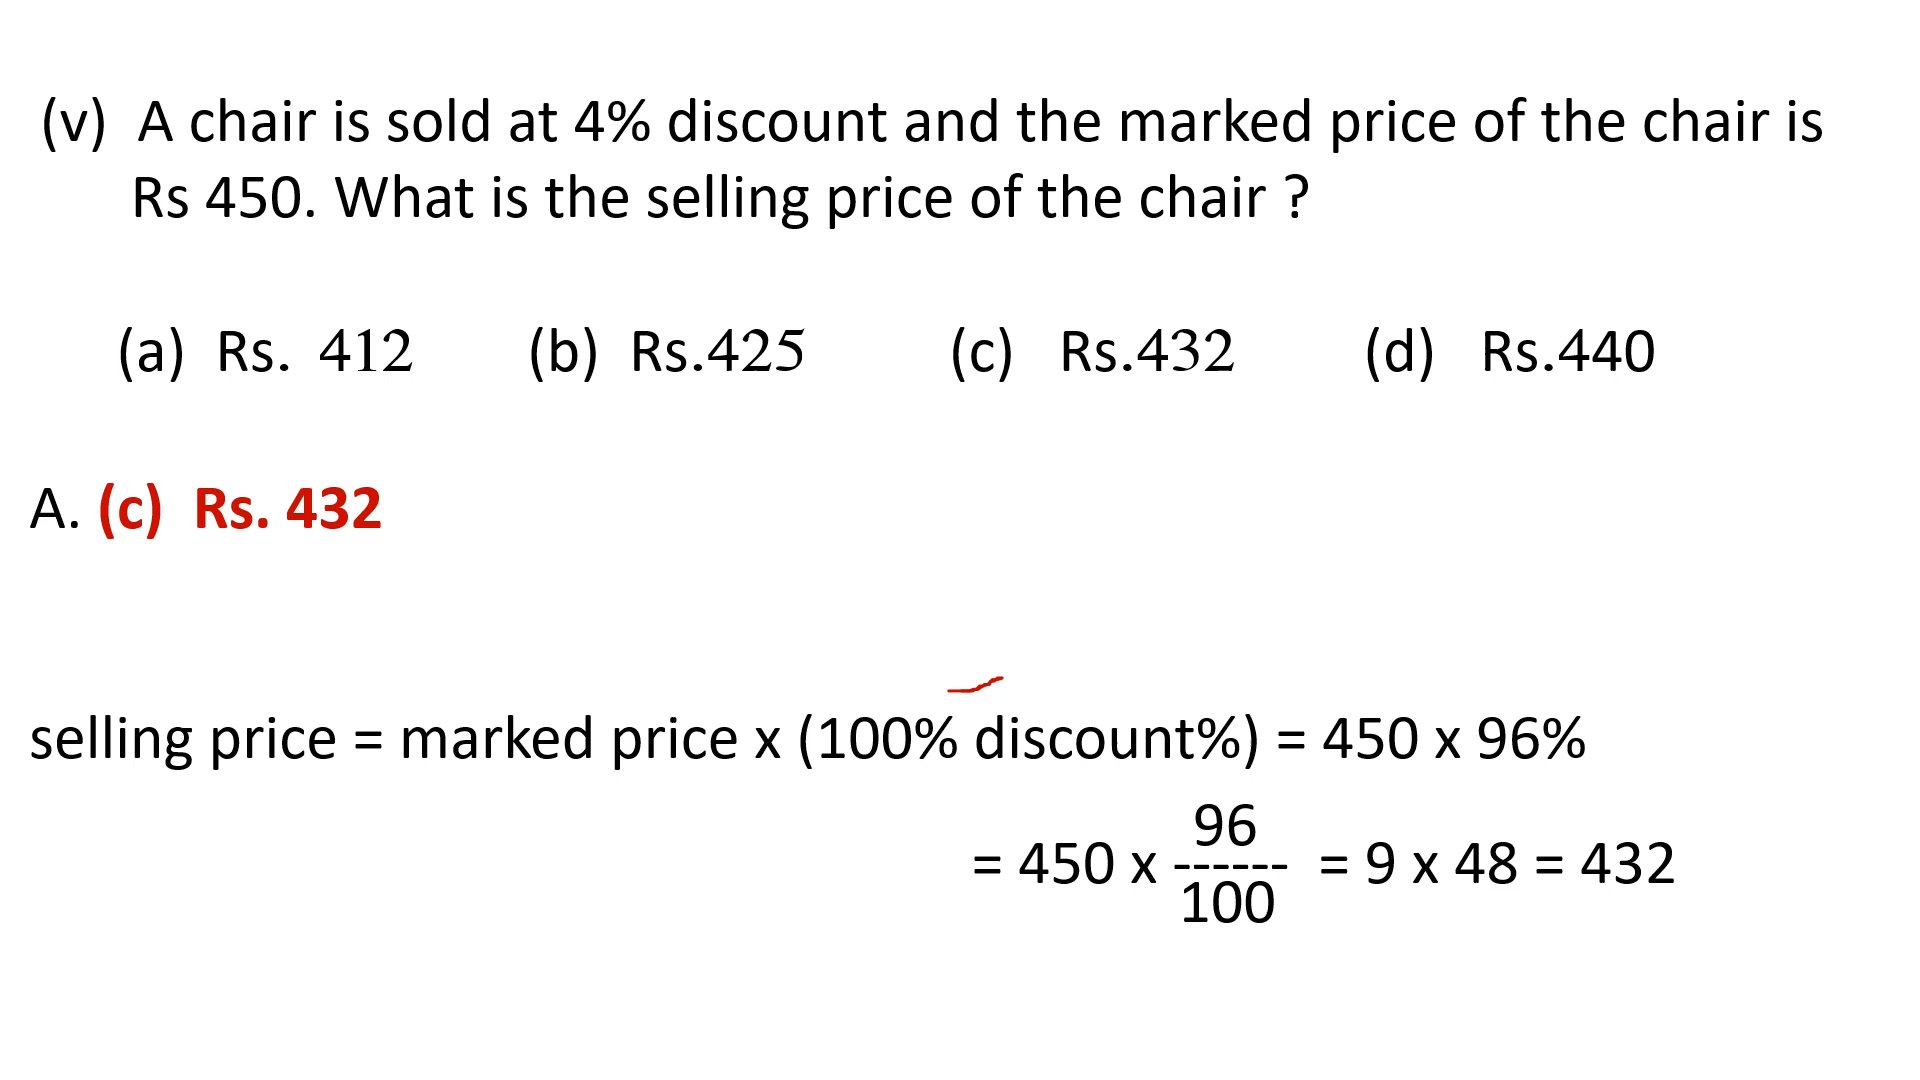 (v) A chair is sold at 4% discount and the marked price of the chair is
Rs 450. What is the selling price of the chair ?
(a) Rs. 412 (b) Rs.425 (c) Rs.432 (d) Rs.440
A. (c) Rs. 432
selling price = marked price x (100% discount%) = 450 x 96%
96
= 450 x ------ = 9 x 48 = 432
100